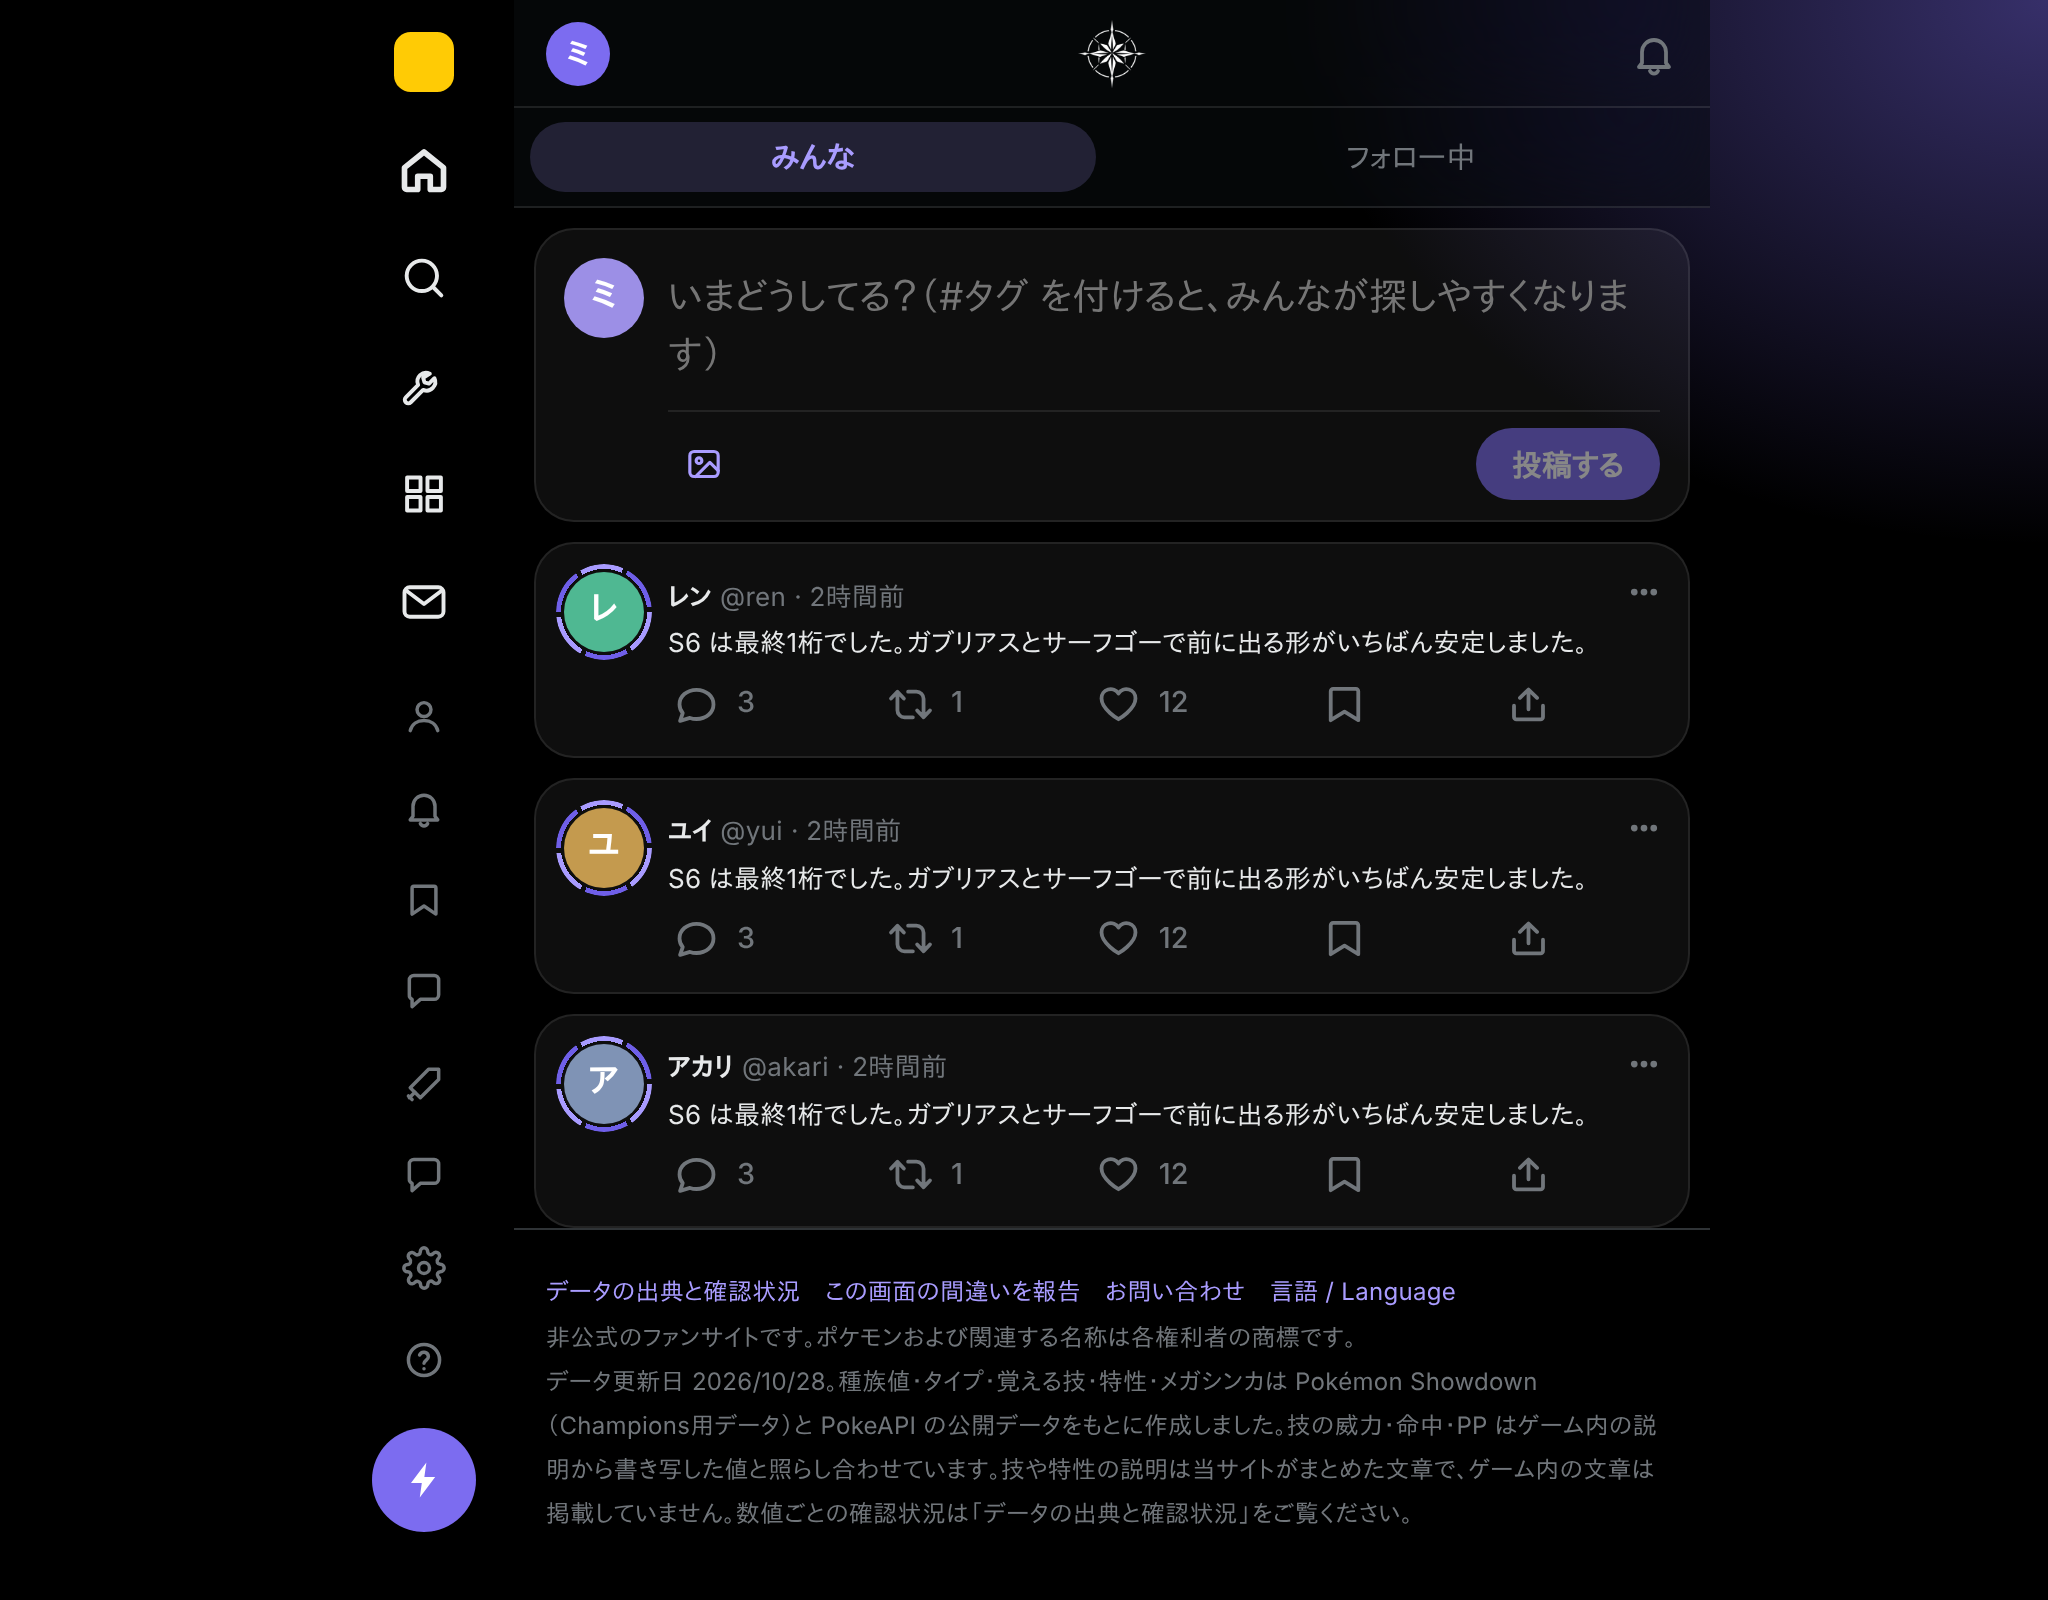 ミ
みんな
フォロー中
ミ
いまどうしてる？（#タグ を付けると、みんなが探しやすくなりま
す）
投稿する
レ
レン @ren · 2時間前
S6 は最終1桁でした。ガブリアスとサーフゴーで前に出る形がいちばん安定しました。
3 1 12
ユ
ユイ @yui · 2時間前
S6 は最終1桁でした。ガブリアスとサーフゴーで前に出る形がいちばん安定しました。
3 1 12
ア
アカリ @akari · 2時間前
S6 は最終1桁でした。ガブリアスとサーフゴーで前に出る形がいちばん安定しました。
3 1 12
データの出典と確認状況 この画面の間違いを報告 お問い合わせ 言語 / Language
非公式のファンサイトです。ポケモンおよび関連する名称は各権利者の商標です。
データ更新日 2026/10/28。種族値・タイプ・覚える技・特性・メガシンカは Pokémon Showdown
（Champions用データ）と PokeAPI の公開データをもとに作成しました。技の威力・命中・PP はゲーム内の説
明から書き写した値と照らし合わせています。技や特性の説明は当サイトがまとめた文章で、ゲーム内の文章は
掲載していません。数値ごとの確認状況は「データの出典と確認状況」をご覧ください。